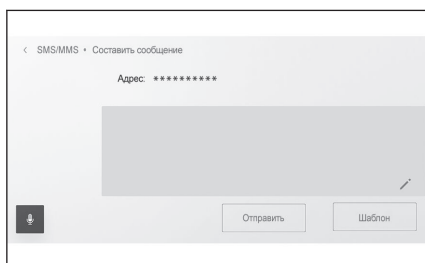 < SMS/MMS • Составить сообщение
Адрес: **********
Отправить
Шаблон